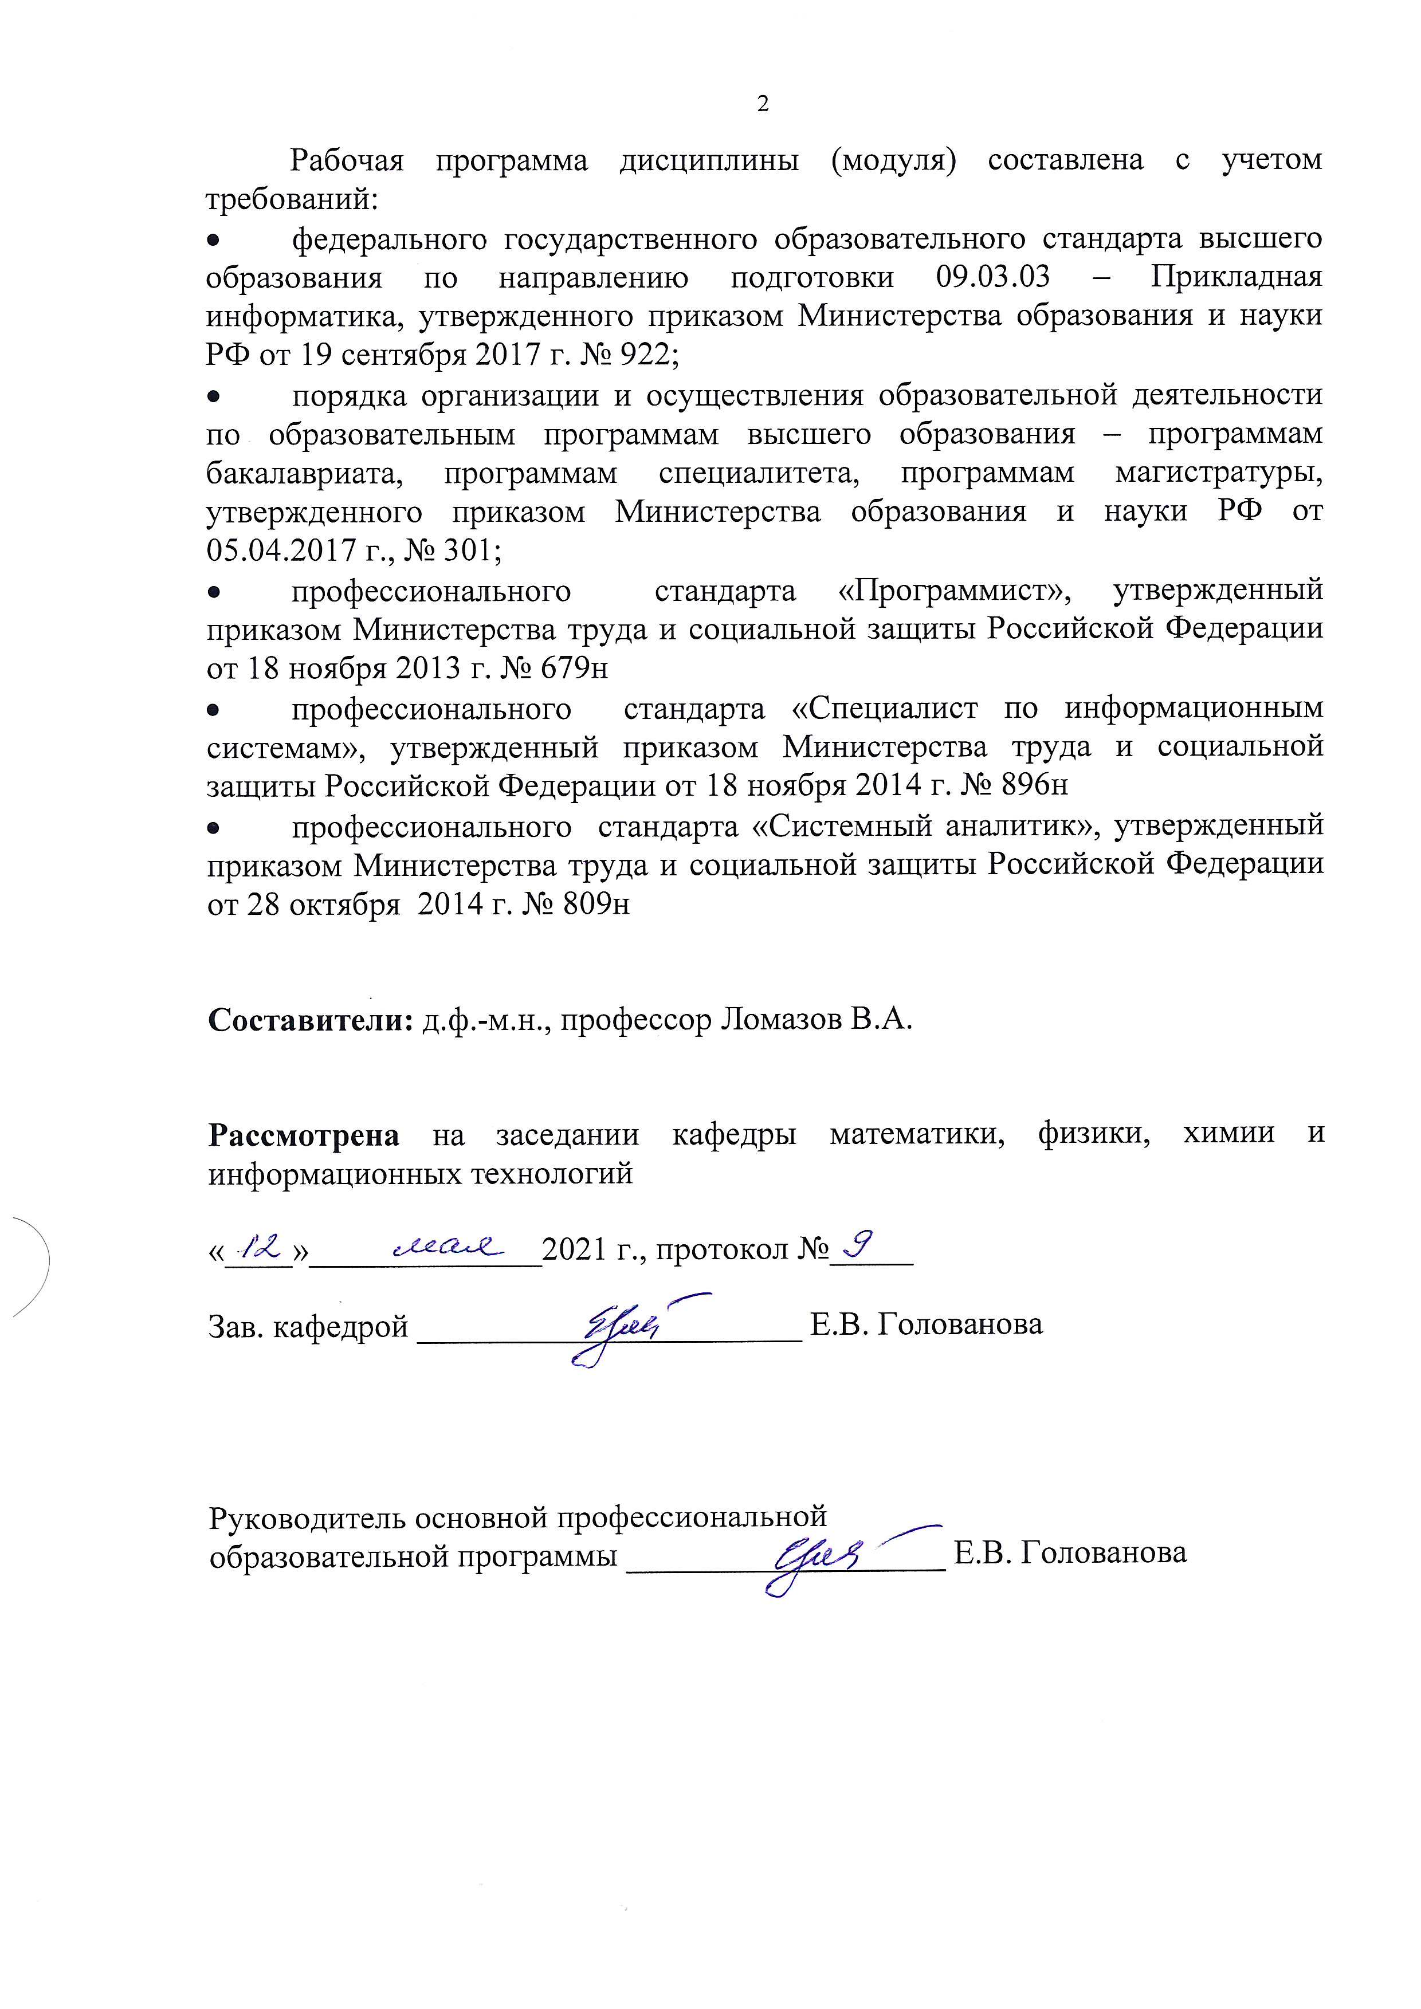 2
Рабочая программа дисциплины (модуля) составлена с учетом
требований:
• федерального государственного образовательного стандарта высшего
образования по направлению подготовки 09.03.03 – Прикладная
информатика, утвержденного приказом Министерства образования и науки
РФ от 19 сентября 2017 г. № 922;
• порядка организации и осуществления образовательной деятельности
по образовательным программам высшего образования – программам
бакалавриата, программам специалитета, программам магистратуры,
утвержденного приказом Министерства образования и науки РФ от
05.04.2017 г., № 301;
• профессионального стандарта «Программист», утвержденный
приказом Министерства труда и социальной защиты Российской Федерации
от 18 ноября 2013 г. № 679н
• профессионального стандарта «Специалист по информационным
системам», утвержденный приказом Министерства труда и социальной
защиты Российской Федерации от 18 ноября 2014 г. № 896н
• профессионального стандарта «Системный аналитик», утвержденный
приказом Министерства труда и социальной защиты Российской Федерации
от 28 октября 2014 г. № 809н
Составители: д.ф.-м.н., профессор Ломазов В.А.
Рассмотрена на заседании кафедры математики, физики, химии и
информационных технологий
«12» мая 2021 г., протокол № 9
Зав. кафедрой Е.В. Голованова
Руководитель основной профессиональной
образовательной программы Е.В. Голованова